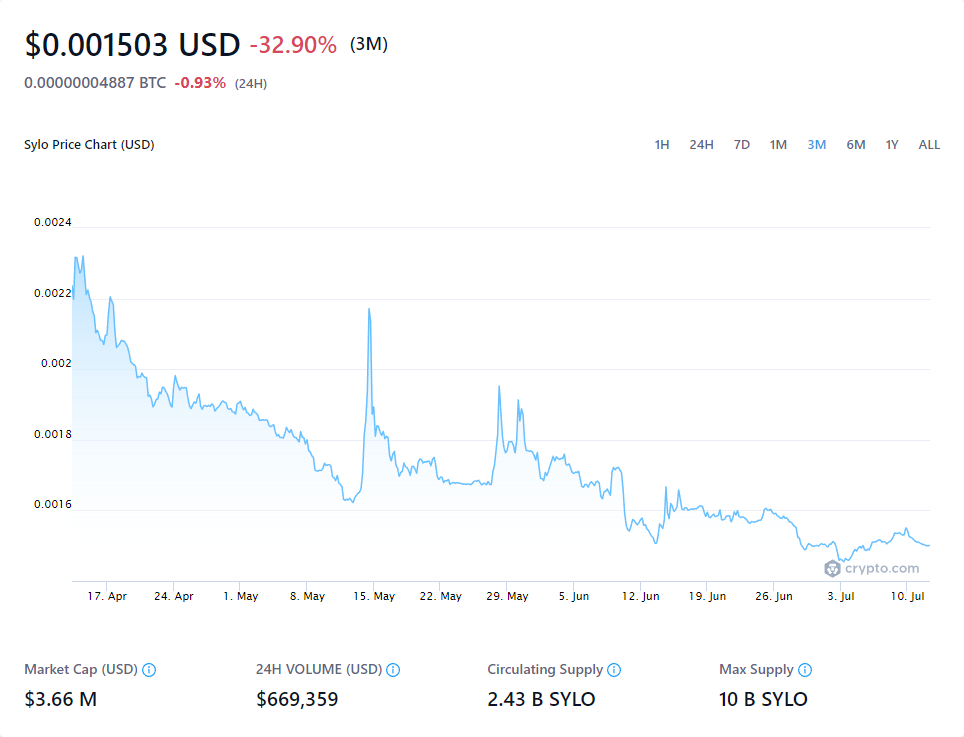 $0.001503 USD -32.90% (3M)
0.00000004887 BTC -0.93% (24H)
Sylo Price Chart (USD) 1H 24H 7D 1M 3M 6M 1Y ALL
0.0024
0.0022
0.002
0.0018
0.0016
crypto.com
17. Apr 24. Apr 1. May 8. May 15. May 22. May 29. May 5. Jun 12. Jun 19. Jun 26. Jun 3. Jul 10. Jul
Market Cap (USD) 24H VOLUME (USD) Circulating Supply Max Supply
$3.66 M $669,359 2.43 B SYLO 10 B SYLO